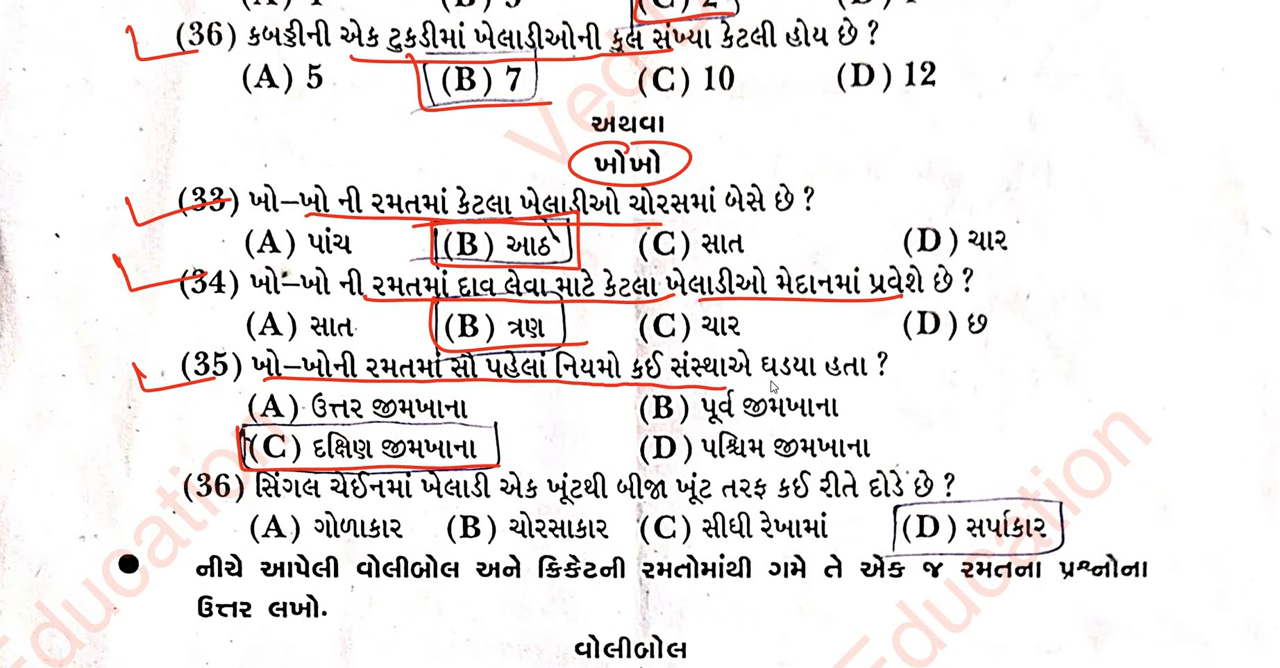 (36) કબડ્ડીની એક ટુકડીમાં ખેલાડીઓની કુલ સંખ્યા કેટલી હોય છે ?
(A) 5 (B) 7 (C) 10 (D) 12
અથવા
ખોખો
(33) ખો–ખો ની રમતમાં કેટલા ખેલાડીઓ ચોરસમાં બેસે છે ?
(A) પાંચ (B) આઠ (C) સાત (D) ચાર
(34) ખો–ખો ની રમતમાં દાવ લેવા માટે કેટલા ખેલાડીઓ મેદાનમાં પ્રવેશે છે ?
(A) સાત (B) ત્રણ (C) ચાર (D) છ
(35) ખો–ખોની રમતમાં સૌ પહેલાં નિયમો કઈ સંસ્થાએ ઘડયા હતા ?
(A) ઉત્તર જીમખાના (B) પૂર્વ જીમખાના
(C) દક્ષિણ જીમખાના (D) પશ્ચિમ જીમખાના
(36) સિંગલ ચેઈનમાં ખેલાડી એક ખૂંટથી બીજા ખૂંટ તરફ કઈ રીતે દોડે છે ?
(A) ગોળાકાર (B) ચોરસાકાર (C) સીધી રેખામાં (D) સર્પાકાર
● નીચે આપેલી વોલીબોલ અને ક્રિકેટની રમતોમાંથી ગમે તે એક જ રમતના પ્રશ્નોના
ઉત્તર લખો.
વોલીબોલ
Education
Education